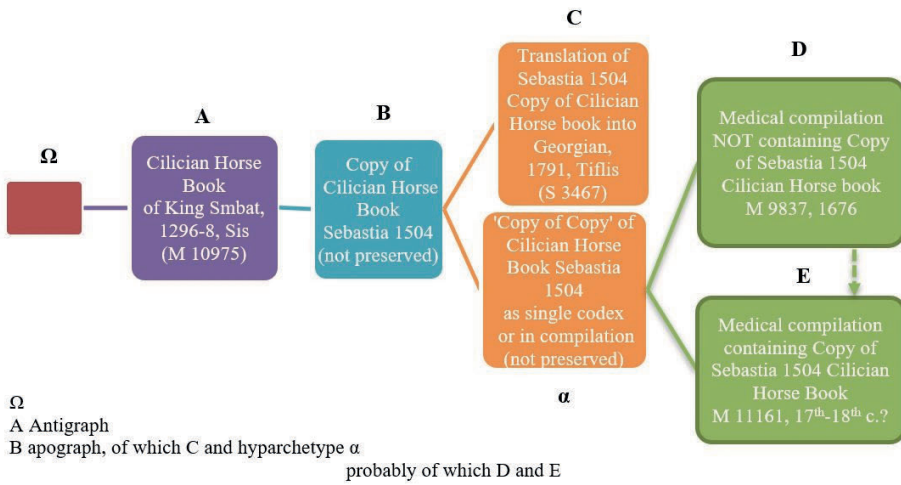 Ω
A
Cilician Horse
Book
of King Smbat,
1296-8, Sis
(M 10975)
B
Copy of
Cilician Horse
Book
Sebastia 1504
(not preserved)
C
Translation of
Sebastia 1504
Copy of Cilician
Horse book into
Georgian,
1791, Tiflis
(S 3467)
'Copy of Copy' of
Cilician Horse
Book Sebastia
1504
as single codex
or in compilation
(not preserved)
α
D
Medical compilation
NOT containing Copy
of Sebastia 1504
Cilician Horse book
M 9837, 1676
E
Medical compilation
containing Copy of
Sebastia 1504 Cilician
Horse Book
M 11161, 17th-18th c.?
Ω
A Antigraph
B apograph, of which C and hyparchetype α
probably of which D and E